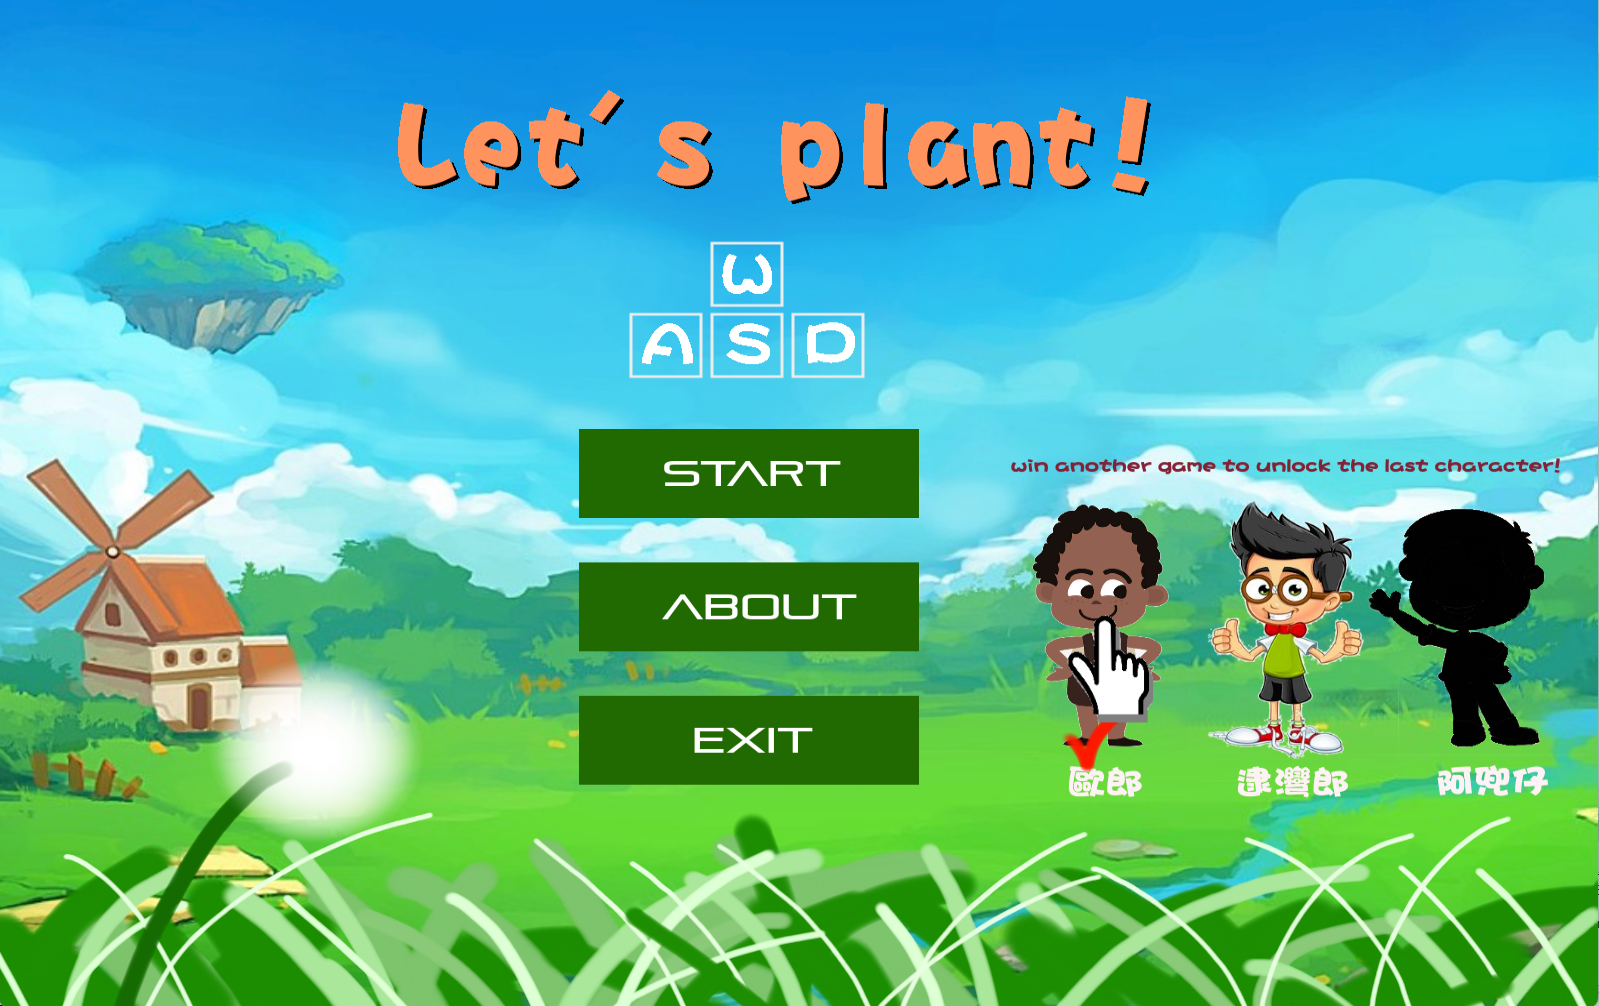 Let's plant!
W
A S D
START
win another game to unlock the last character!
ABOUT
EXIT
歐郎
逮灣郎
阿兜仔